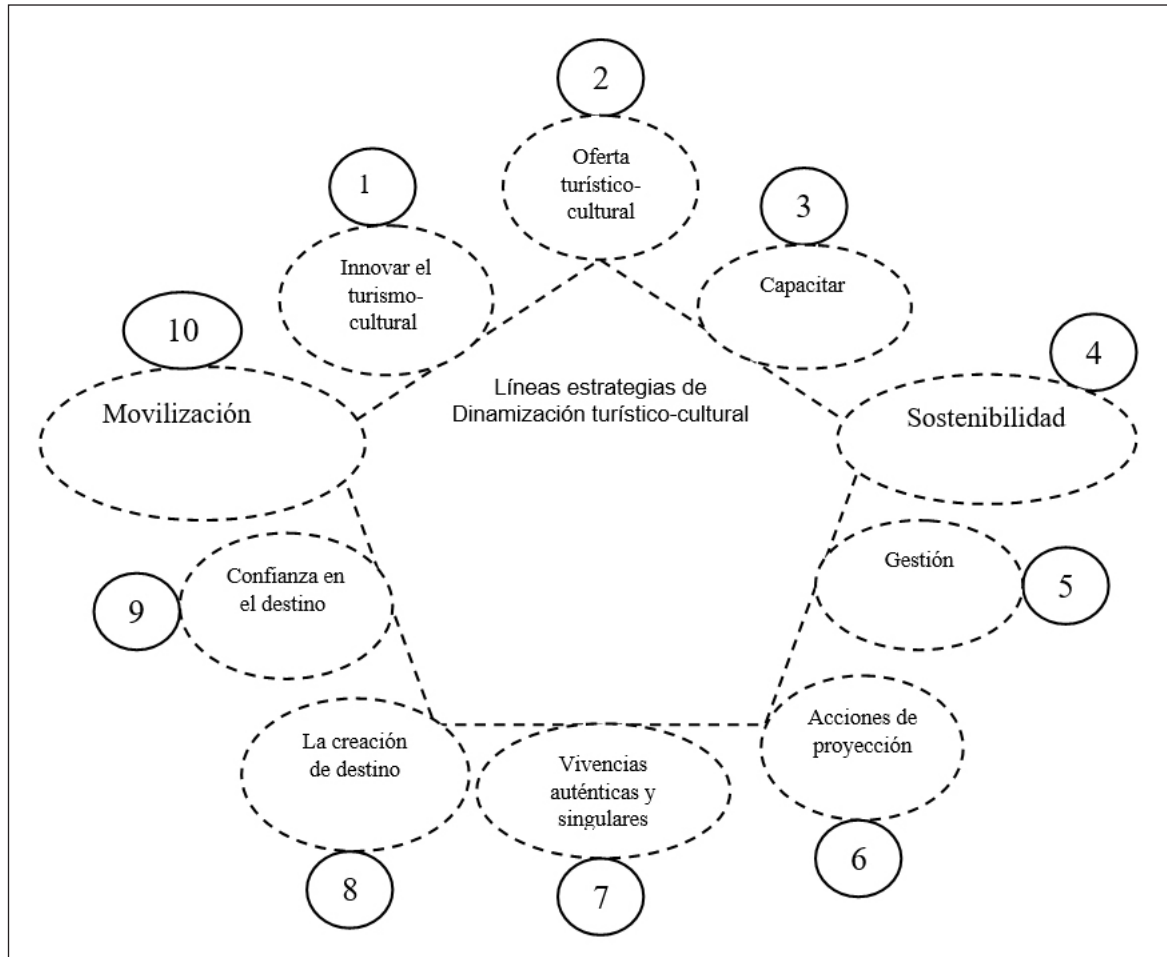 2
Oferta
turístico-
cultural
1
Innovar el
turismo-
cultural
3
Capacitar
10
Movilización
4
Sostenibilidad
Líneas estrategias de
Dinamización turístico-cultural
9
Confianza en
el destino
Gestión
5
La creación
de destino
8
Vivencias
auténticas y
singulares
7
Acciones de
proyección
6